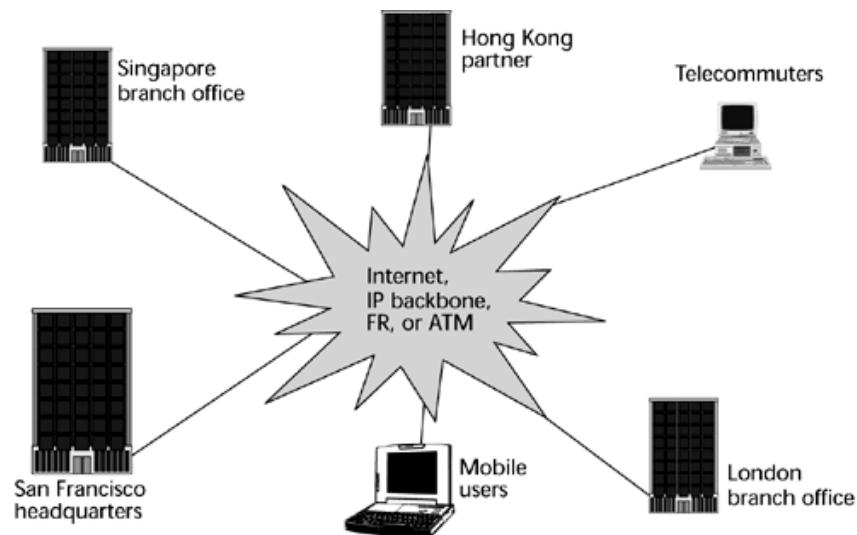 Singapore
branch office
Hong Kong
partner
Telecommuters
Internet,
IP backbone,
FR, or ATM
San Francisco
headquarters
Mobile
users
London
branch office